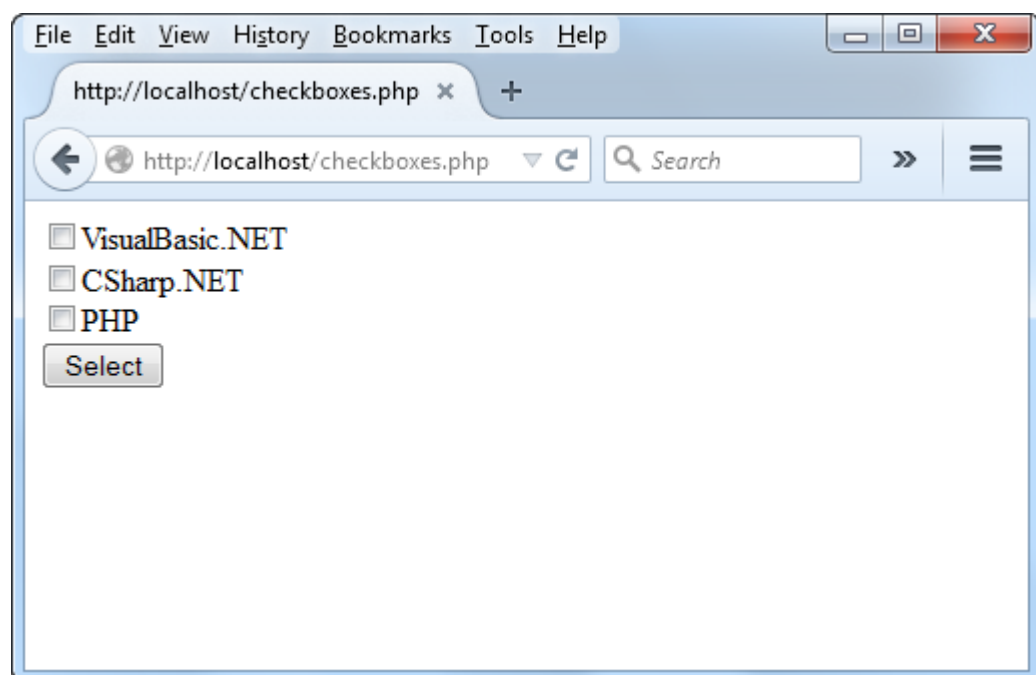 File Edit View History Bookmarks Tools Help
http://localhost/checkboxes.php
http://localhost/checkboxes.php Search
VisualBasic.NET
CSharp.NET
PHP
Select